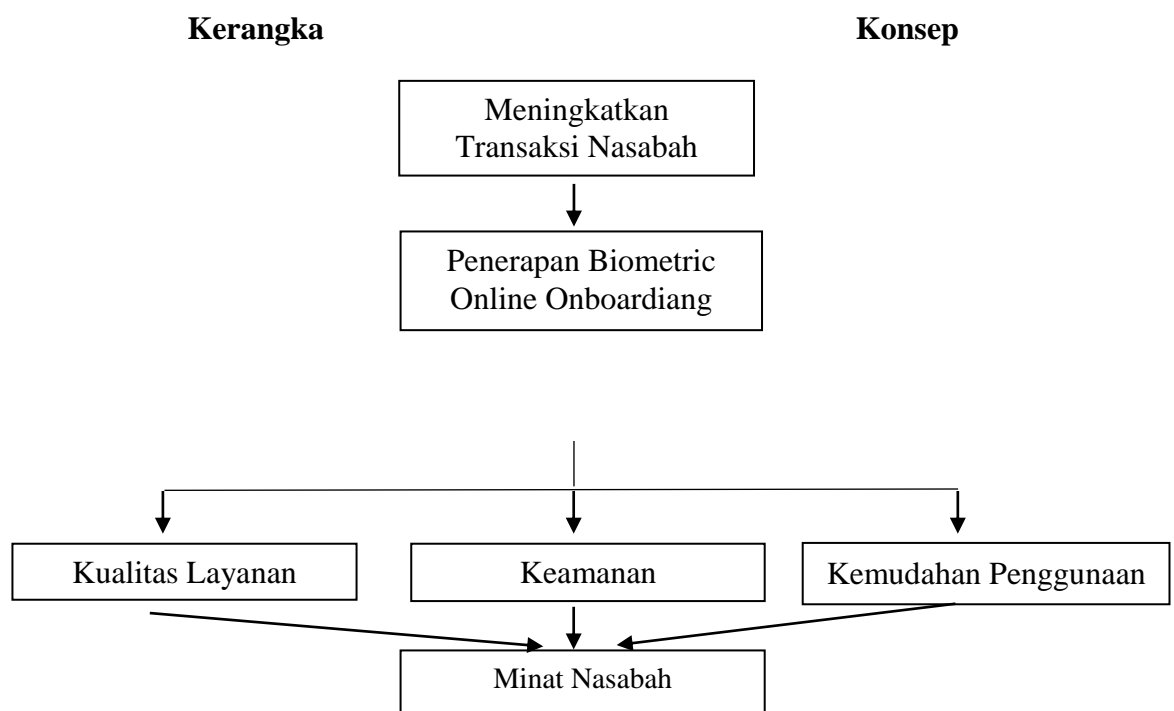 Kerangka Konsep
Meningkatkan
Transaksi Nasabah
Penerapan Biometric
Online Onboardiang
Kualitas Layanan
Keamanan
Kemudahan Penggunaan
Minat Nasabah